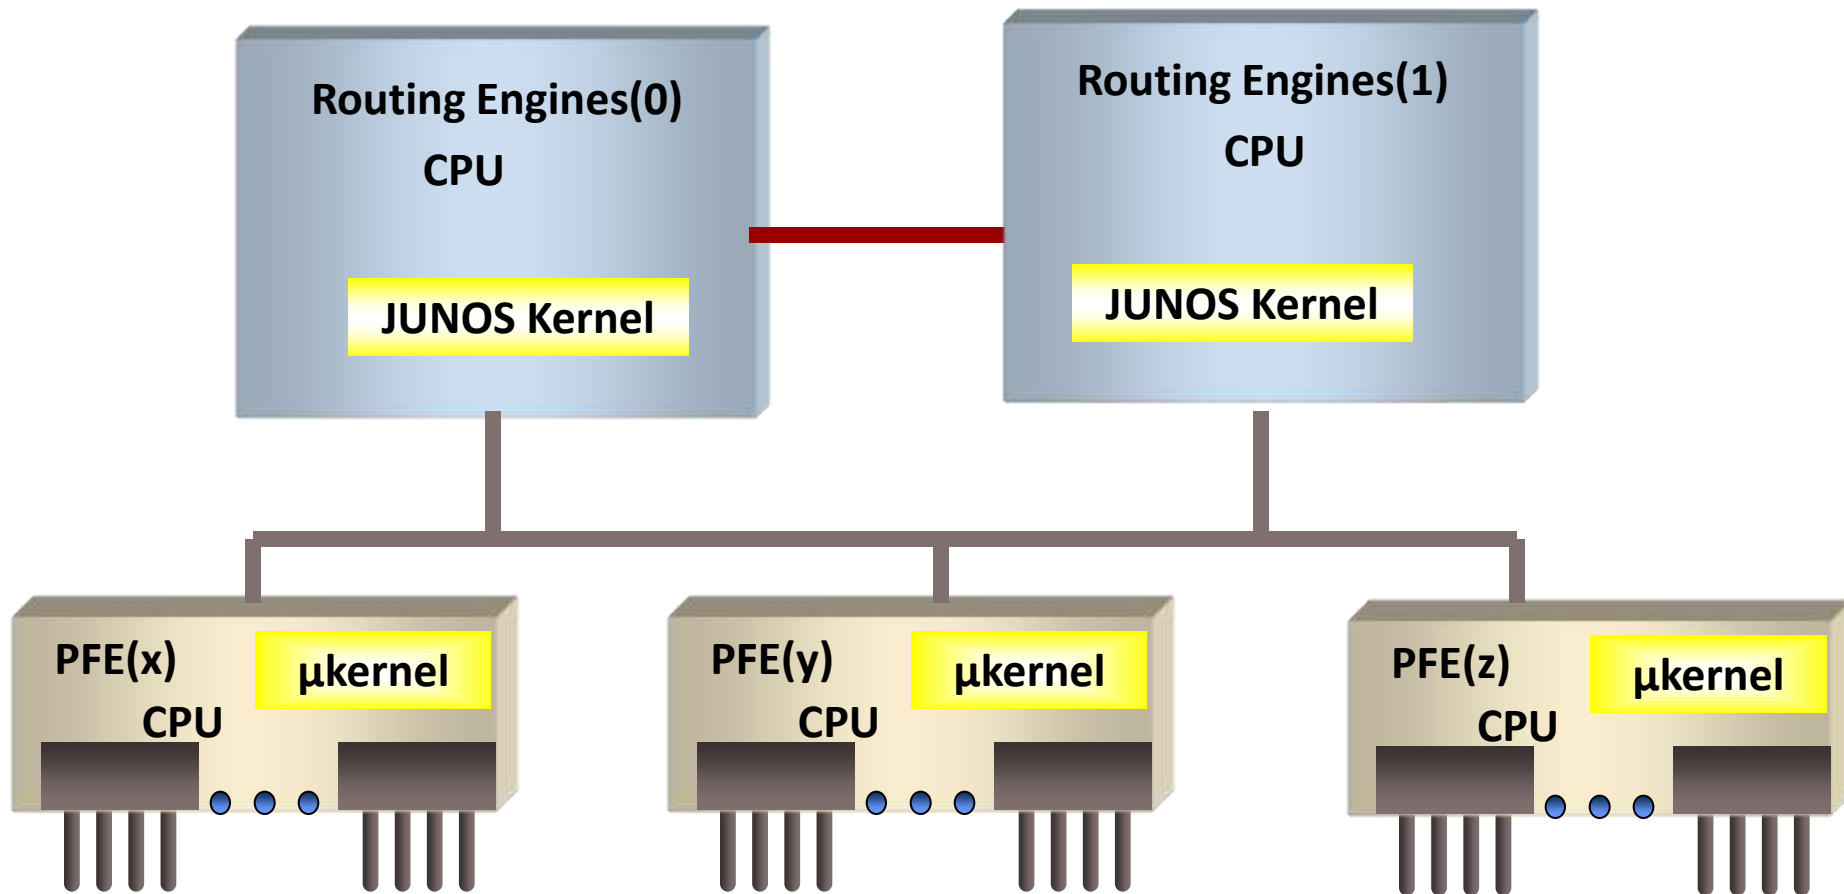 Routing Engines(0)
CPU
JUNOS Kernel
Routing Engines(1)
CPU
JUNOS Kernel
PFE(x)
µkernel
CPU
PFE(y)
µkernel
CPU
PFE(z)
µkernel
CPU